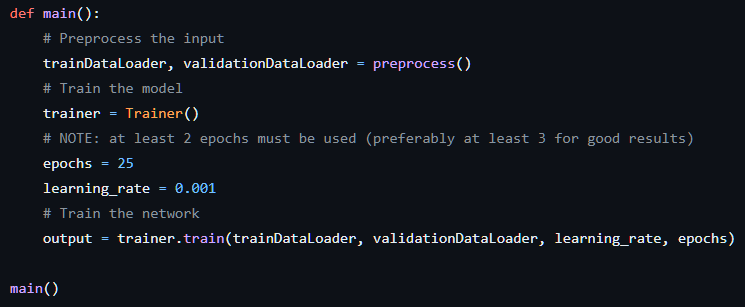 def main():
    # Preprocess the input
    trainDataLoader, validationDataLoader = preprocess()
    # Train the model
    trainer = Trainer()
    # NOTE: at least 2 epochs must be used (preferably at least 3 for good results)
    epochs = 25
    learning_rate = 0.001
    # Train the network
    output = trainer.train(trainDataLoader, validationDataLoader, learning_rate, epochs)

main()